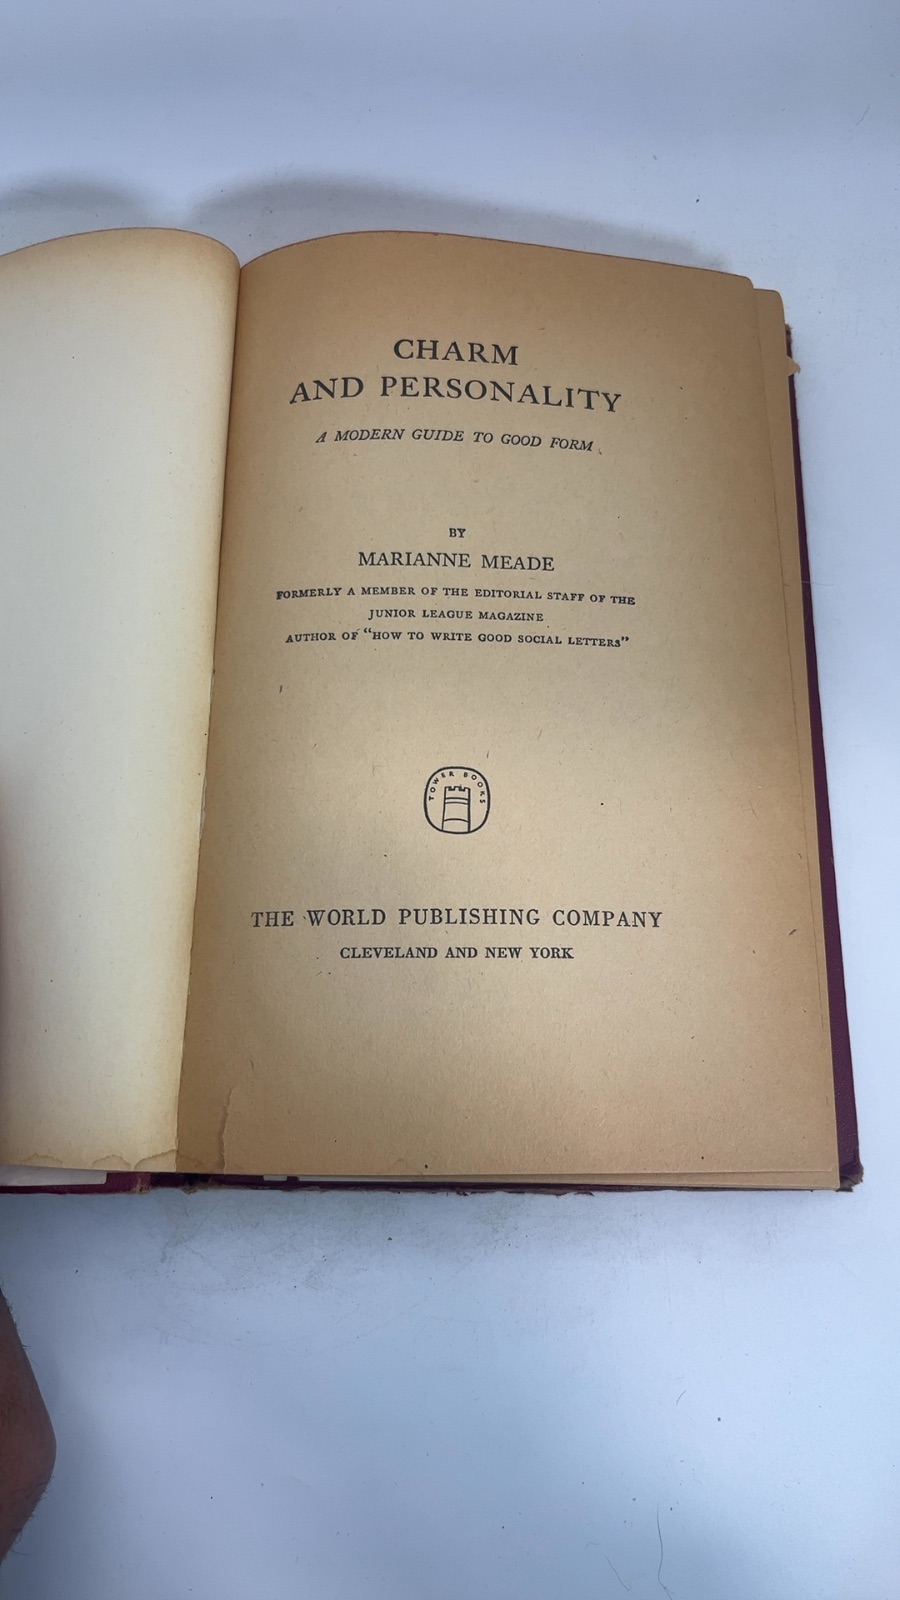 CHARM
AND PERSONALITY
A MODERN GUIDE TO GOOD FORM
BY
MARIANNE MEADE
FORMERLY A MEMBER OF THE EDITORIAL STAFF OF THE
JUNIOR LEAGUE MAGAZINE
AUTHOR OF "HOW TO WRITE GOOD SOCIAL LETTERS"
TOWER BOOKS
THE WORLD PUBLISHING COMPANY
CLEVELAND AND NEW YORK